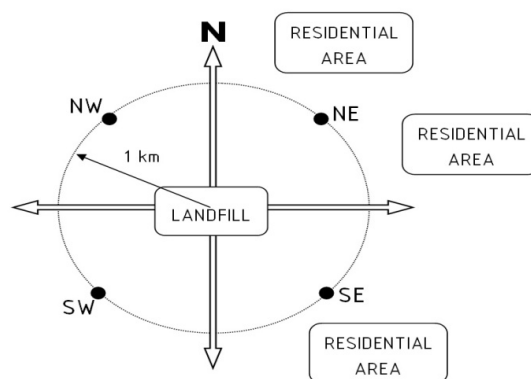 N
RESIDENTIAL
AREA
NW
NE
RESIDENTIAL
AREA
1 km
LANDFILL
SW
SE
RESIDENTIAL
AREA